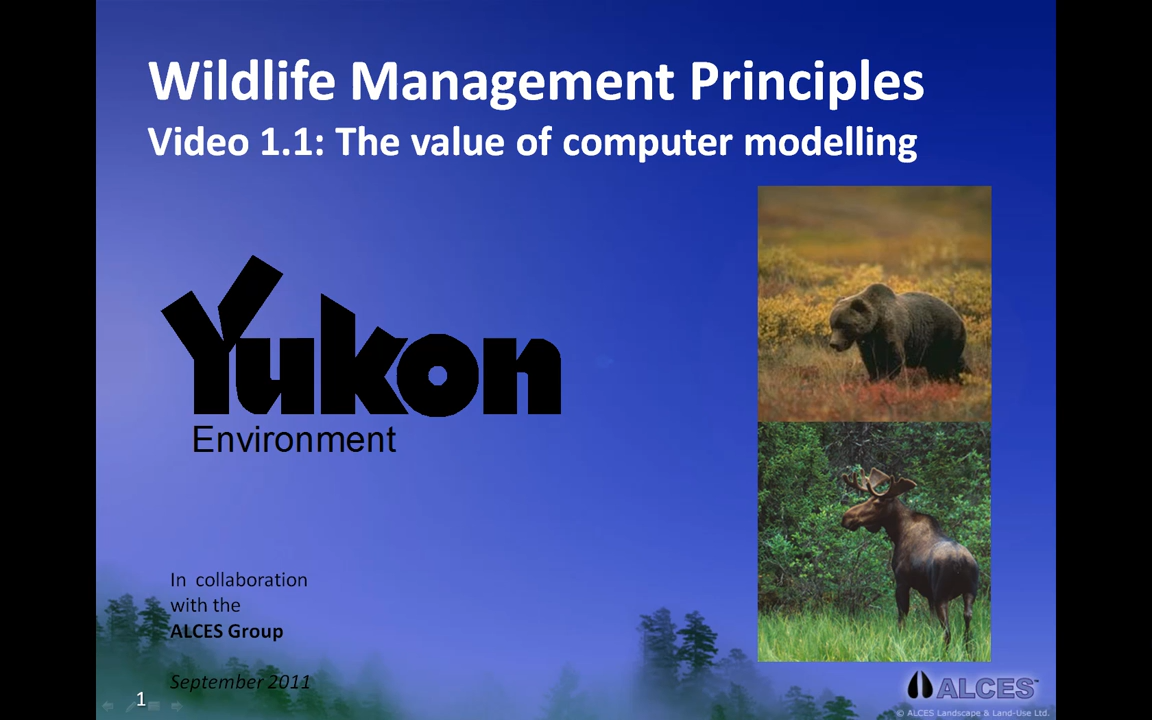 Wildlife Management Principles
Video 1.1: The value of computer modelling
Yukon
Environment
In collaboration
with the
ALCES Group
September 2011
1
ALCES™
© ALCES Landscape & Land-Use Ltd.